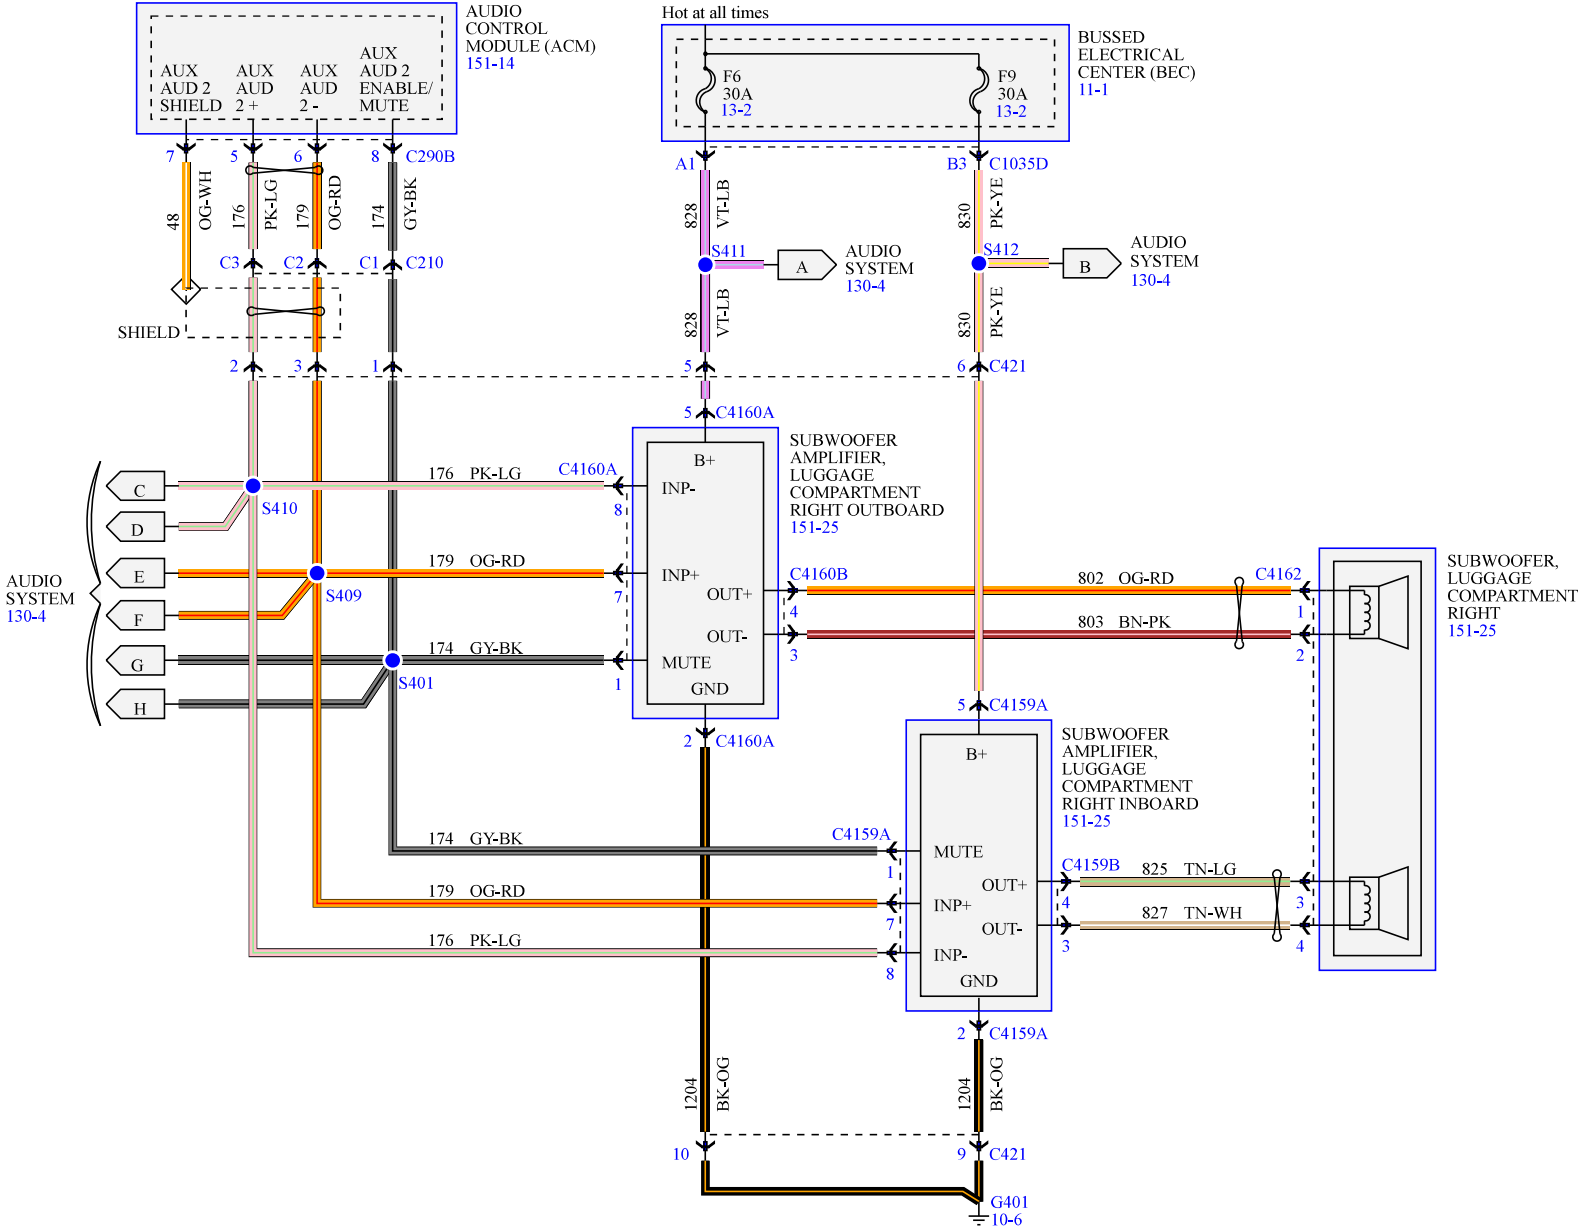 AUDIO
CONTROL
MODULE (ACM)
151-14
AUX
AUD 2
SHIELD
AUX
AUD
2 +
AUX
AUD
2 -
AUX
AUD 2
ENABLE/
MUTE
Hot at all times
BUSSED
ELECTRICAL
CENTER (BEC)
11-1
F6
30A
13-2
F9
30A
13-2
7
5
6
8
C290B
A1
B3
C1035D
48
OG-WH
176
PK-LG
179
OG-RD
174
GY-BK
828
VT-LB
830
PK-YE
C3
C2
C1
C210
S411
A
AUDIO
SYSTEM
130-4
S412
B
AUDIO
SYSTEM
130-4
SHIELD
828
VT-LB
830
PK-YE
2
3
1
5
6
C421
5
C4160A
SUBWOOFER
AMPLIFIER,
LUGGAGE
COMPARTMENT
RIGHT OUTBOARD
151-25
B+
INP-
INP+
OUT+
OUT-
MUTE
GND
AUDIO
SYSTEM
130-4
C
D
E
F
G
H
S410
S409
S401
176 PK-LG
C4160A
8
179 OG-RD
7
174 GY-BK
1
C4160B
4
3
802 OG-RD
803 BN-PK
C4162
1
2
SUBWOOFER,
LUGGAGE
COMPARTMENT
RIGHT
151-25
2
C4160A
5
C4159A
SUBWOOFER
AMPLIFIER,
LUGGAGE
COMPARTMENT
RIGHT INBOARD
151-25
B+
MUTE
OUT+
INP+
OUT-
INP-
GND
174 GY-BK
C4159A
1
179 OG-RD
7
176 PK-LG
8
C4159B
4
3
825 TN-LG
827 TN-WH
3
4
2
C4159A
1204
BK-OG
1204
BK-OG
10
9
C421
G401
10-6